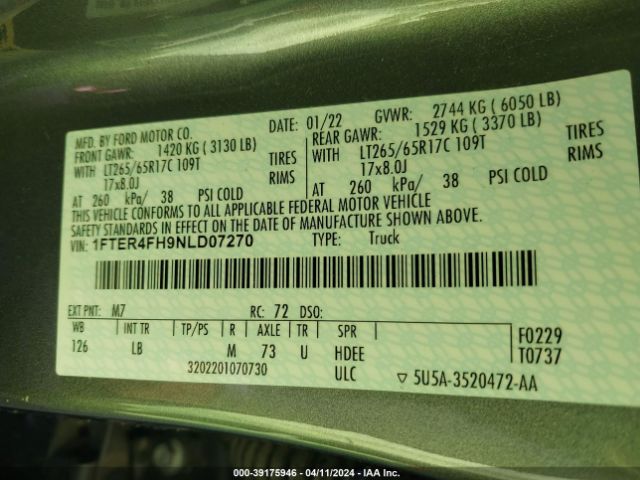 MFD. BY FORD MOTOR CO.
DATE: 01/22 GVWR: 2744 KG ( 6050 LB)
FRONT GAWR: 1420 KG ( 3130 LB)
REAR GAWR: 1529 KG ( 3370 LB)
WITH LT265/65R17C 109T TIRES
WITH LT265/65R17C 109T TIRES
17x8.0J RIMS
17x8.0J RIMS
AT 260 kPa/ 38 PSI COLD
AT 260 kPa/ 38 PSI COLD
THIS VEHICLE CONFORMS TO ALL APPLICABLE FEDERAL MOTOR VEHICLE
SAFETY STANDARDS IN EFFECT ON THE DATE OF MANUFACTURE SHOWN ABOVE.
VIN: 1FTER4FH9NLD07270 TYPE: Truck
EXT PNT: M7 RC: 72 DSO:
WB INT TR TP/PS R AXLE TR SPR
126 LB M 73 U HDEE
F0229
T0737
3202201070730 ULC
▽ 5U5A-3520472-AA
000-39175946 - 04/11/2024 - IAA Inc.